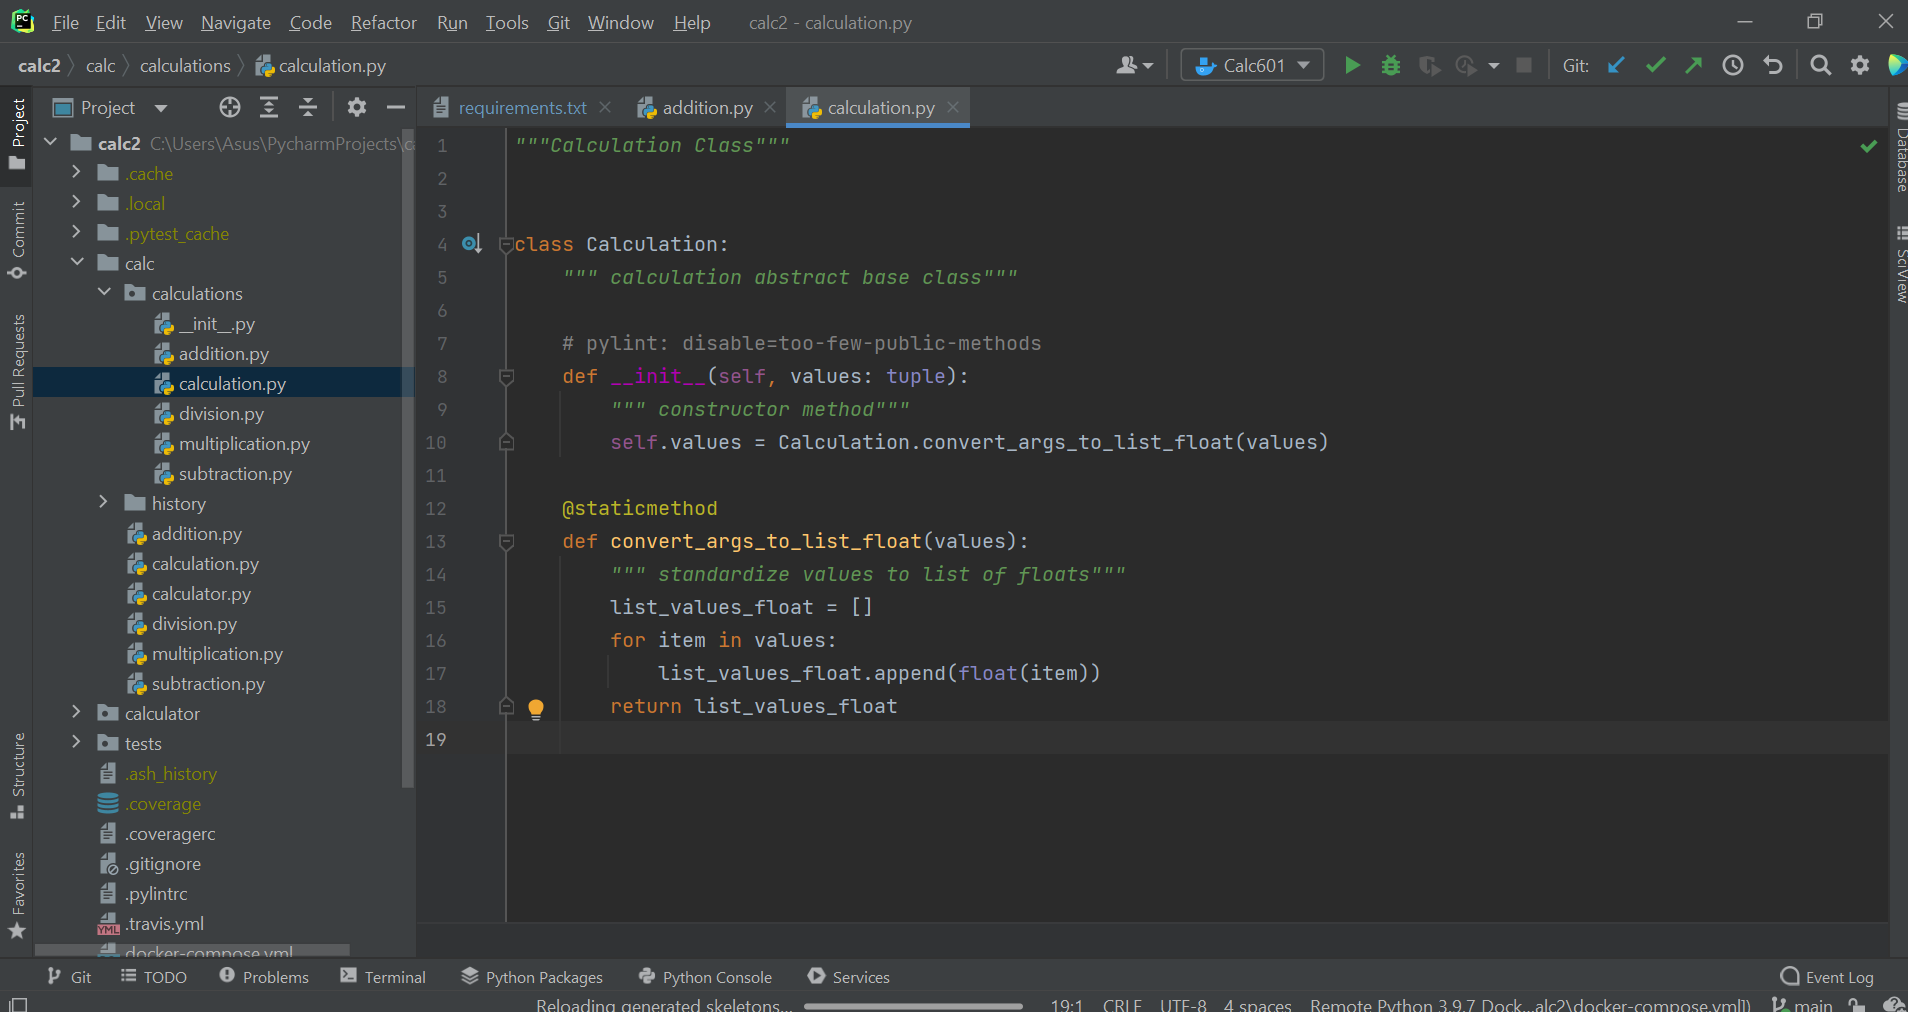 PC File Edit View Navigate Code Refactor Run Tools Git Window Help calc2 - calculation.py
calc2 calc calculations calculation.py Calc601 Git:
Project
requirements.txt addition.py calculation.py
Project
Commit
Pull Requests
Structure
Favorites
calc2 C:\Users\Asus\PycharmProjects\c
.cache
.local
.pytest_cache
calc
calculations
__init__.py
addition.py
calculation.py
division.py
multiplication.py
subtraction.py
history
addition.py
calculation.py
calculator.py
division.py
multiplication.py
subtraction.py
calculator
tests
.ash_history
.coverage
.coveragerc
.gitignore
.pylintrc
YML .travis.yml
docker-compose.yml
1 """Calculation Class"""
2
3
4 class Calculation:
5 """ calculation abstract base class"""
6
7 # pylint: disable=too-few-public-methods
8 def __init__(self, values: tuple):
9 """ constructor method"""
10 self.values = Calculation.convert_args_to_list_float(values)
11
12 @staticmethod
13 def convert_args_to_list_float(values):
14 """ standardize values to list of floats"""
15 list_values_float = []
16 for item in values:
17 list_values_float.append(float(item))
18 return list_values_float
19
Database
SciView
Git TODO Problems Terminal Python Packages Python Console Services Event Log
Reloading generated skeletons... 19:1 CRLF UTF-8 4 spaces Remote Python 3.9.7 Dock...alc2\docker-compose.yml]) main